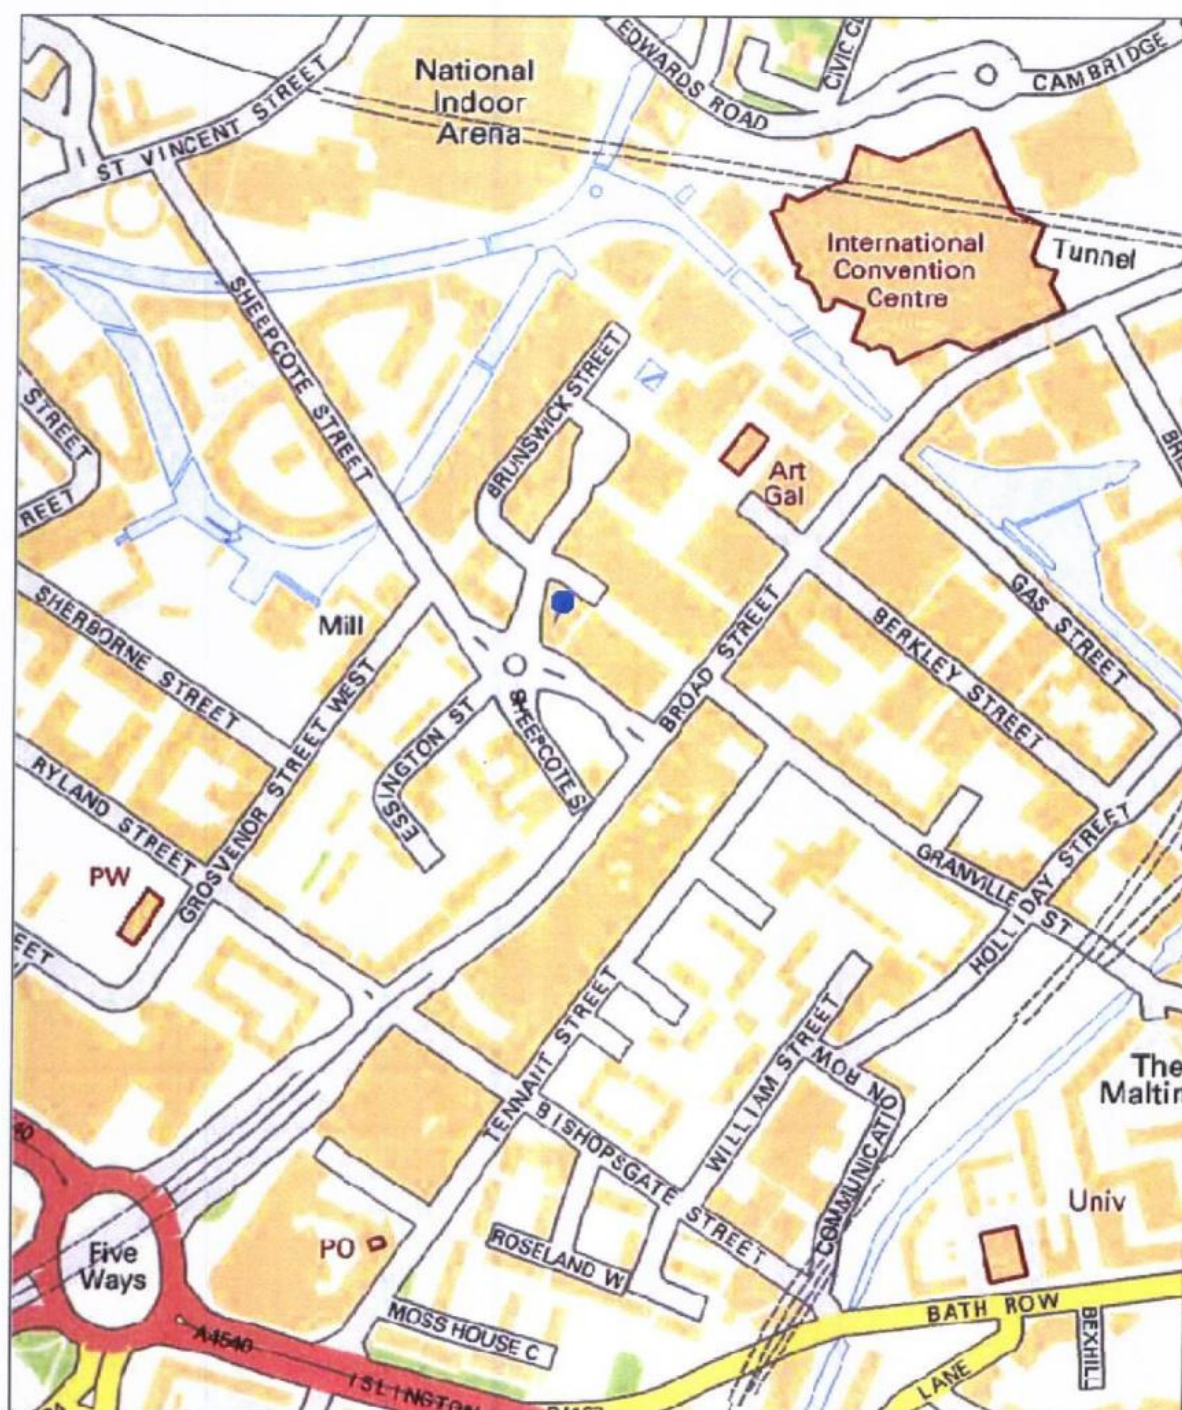 EDWARDS ROAD
CIVIC CL
CAMBRIDGE
National
Indoor
Arena
ST VINCENT STREET
International
Convention
Centre
Tunnel
SHEEPCOTE STREET
BRUNSWICK STREET
STREET
REET
Art
Gal
BRE
GAS STREET
SHERBORNE STREET
Mill
BERKLEY STREET
BROAD STREET
GROSVENOR STREET WEST
ESSINGTON ST
SHEEPCOTE S
RYLAND STREET
PW
EET
GRANVILLE ST
HOLLIDAY STREET
TENNANT STREET
WILLIAM STREET
COMMUNICATION ROW
The
Maltin
BISHOPSGATE STREET
40
Five
Ways
PO
ROSELAND W
Univ
MOSS HOUSE C
BATH ROW
BEXHILL
A4540
ISLINGTON
LANE